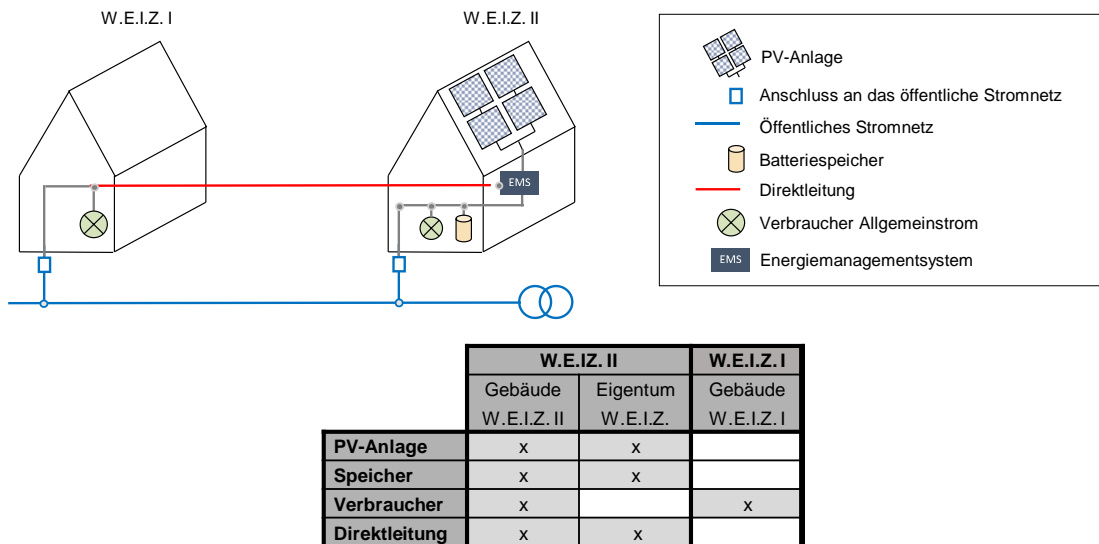 W.E.I.Z. I
W.E.I.Z. II
EMS
PV-Anlage
Anschluss an das öffentliche Stromnetz
Öffentliches Stromnetz
Batteriespeicher
Direktleitung
Verbraucher Allgemeinstrom
EMS Energiemanagementsystem
W.E.IZ. II W.E.I.Z. I
Gebäude Eigentum Gebäude
W.E.I.Z. II W.E.I.Z. W.E.I.Z. I
PV-Anlage x x
Speicher x x
Verbraucher x x
Direktleitung x x